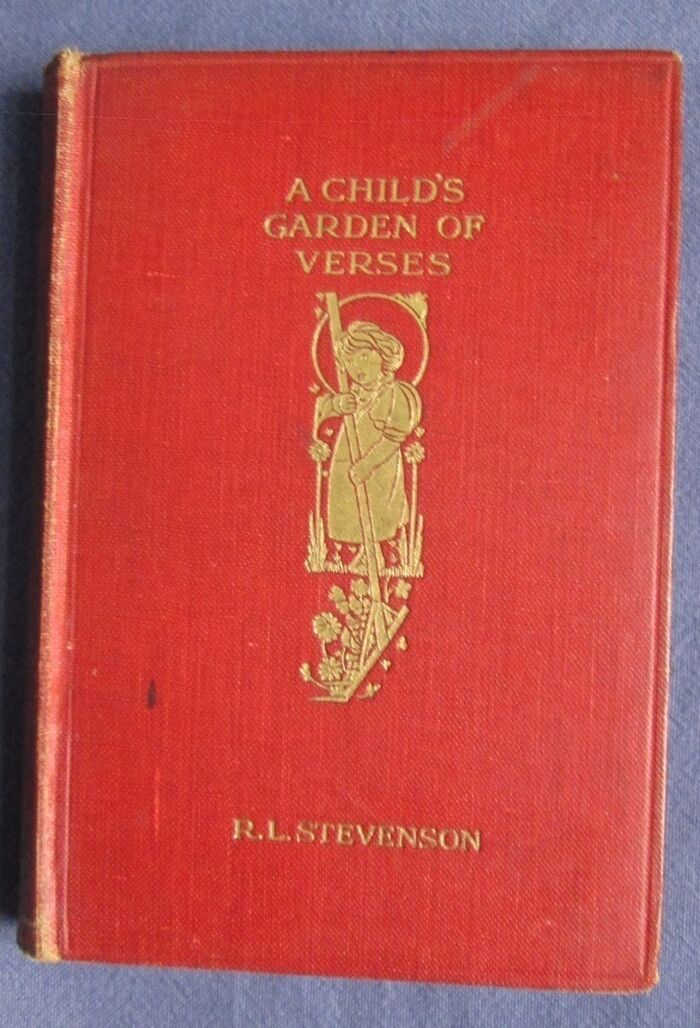 A CHILD'S
GARDEN OF
VERSES
R.L.STEVENSON